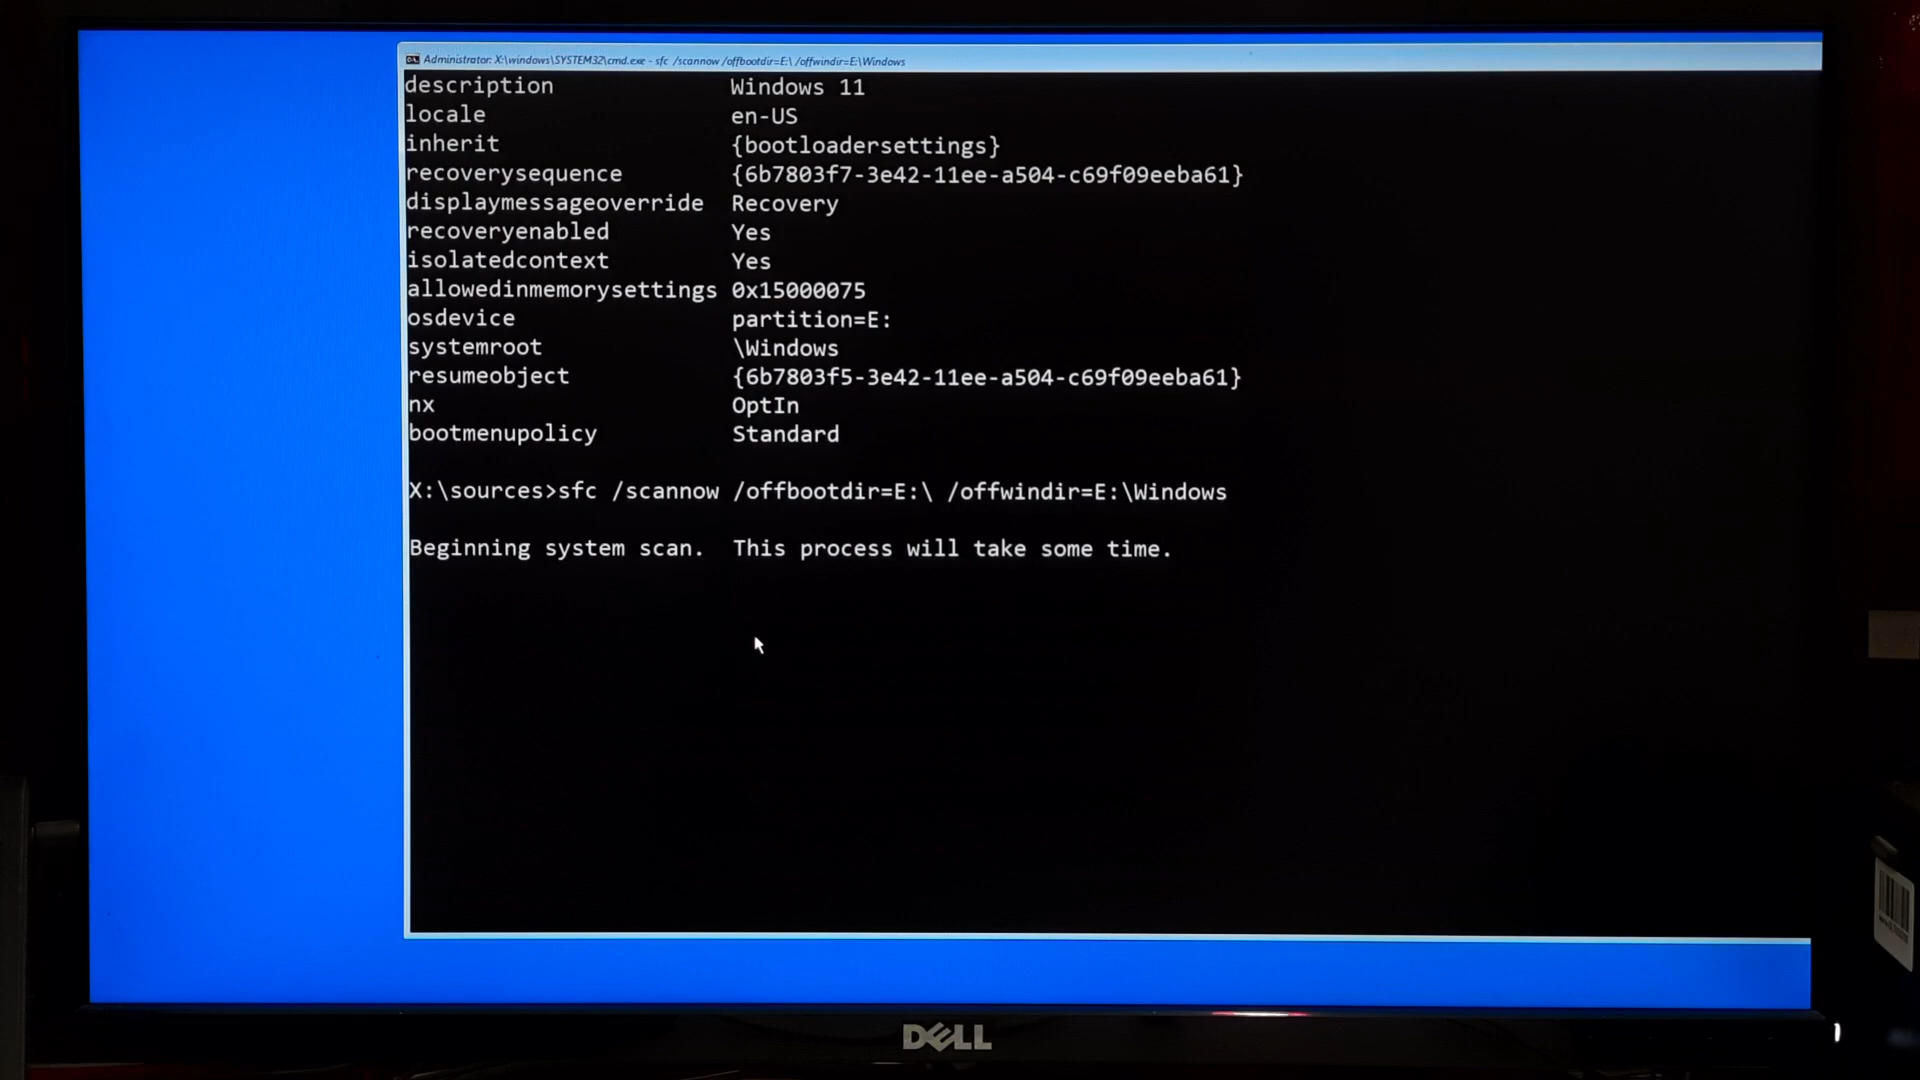 Administrator: X:\windows\SYSTEM32\cmd.exe - sfc /scannow /offbootdir=E:\ /offwindir=E:\Windows
description Windows 11
locale en-US
inherit {bootloadersettings}
recoverysequence {6b7803f7-3e42-11ee-a504-c69f09eeba61}
displaymessageoverride Recovery
recoveryenabled Yes
isolatedcontext Yes
allowedinmemorysettings 0x15000075
osdevice partition=E:
systemroot \Windows
resumeobject {6b7803f5-3e42-11ee-a504-c69f09eeba61}
nx OptIn
bootmenupolicy Standard
X:\sources>sfc /scannow /offbootdir=E:\ /offwindir=E:\Windows
Beginning system scan. This process will take some time.
DELL